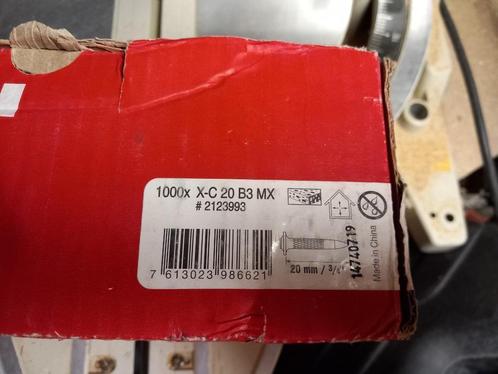 1000x X-C 20 B3 MX
# 2123993
7 613023 986621
20 mm / 3/4"
14740719
Made in China